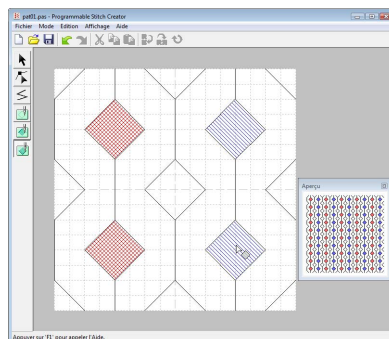 pat01.pas - Programmable Stitch Creator
Fichier Mode Edition Affichage Aide
Aperçu
Appuyer sur 'F1' pour appeler l'Aide.